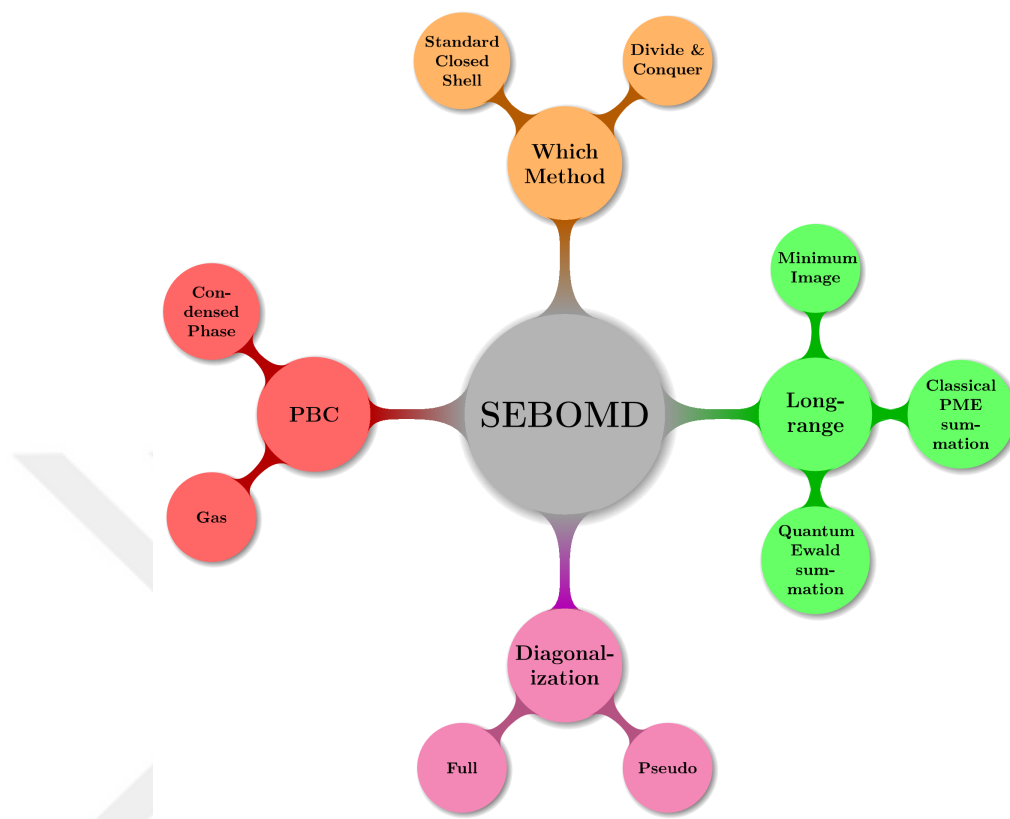 Standard
Closed
Shell
Divide &
Conquer
Which
Method
Minimum
Image
Con-
densed
Phase
Classical
PME
sum-
mation
Long-
range
PBC
SEBOMD
Gas
Quantum
Ewald
sum-
mation
Diagonal-
ization
Full
Pseudo